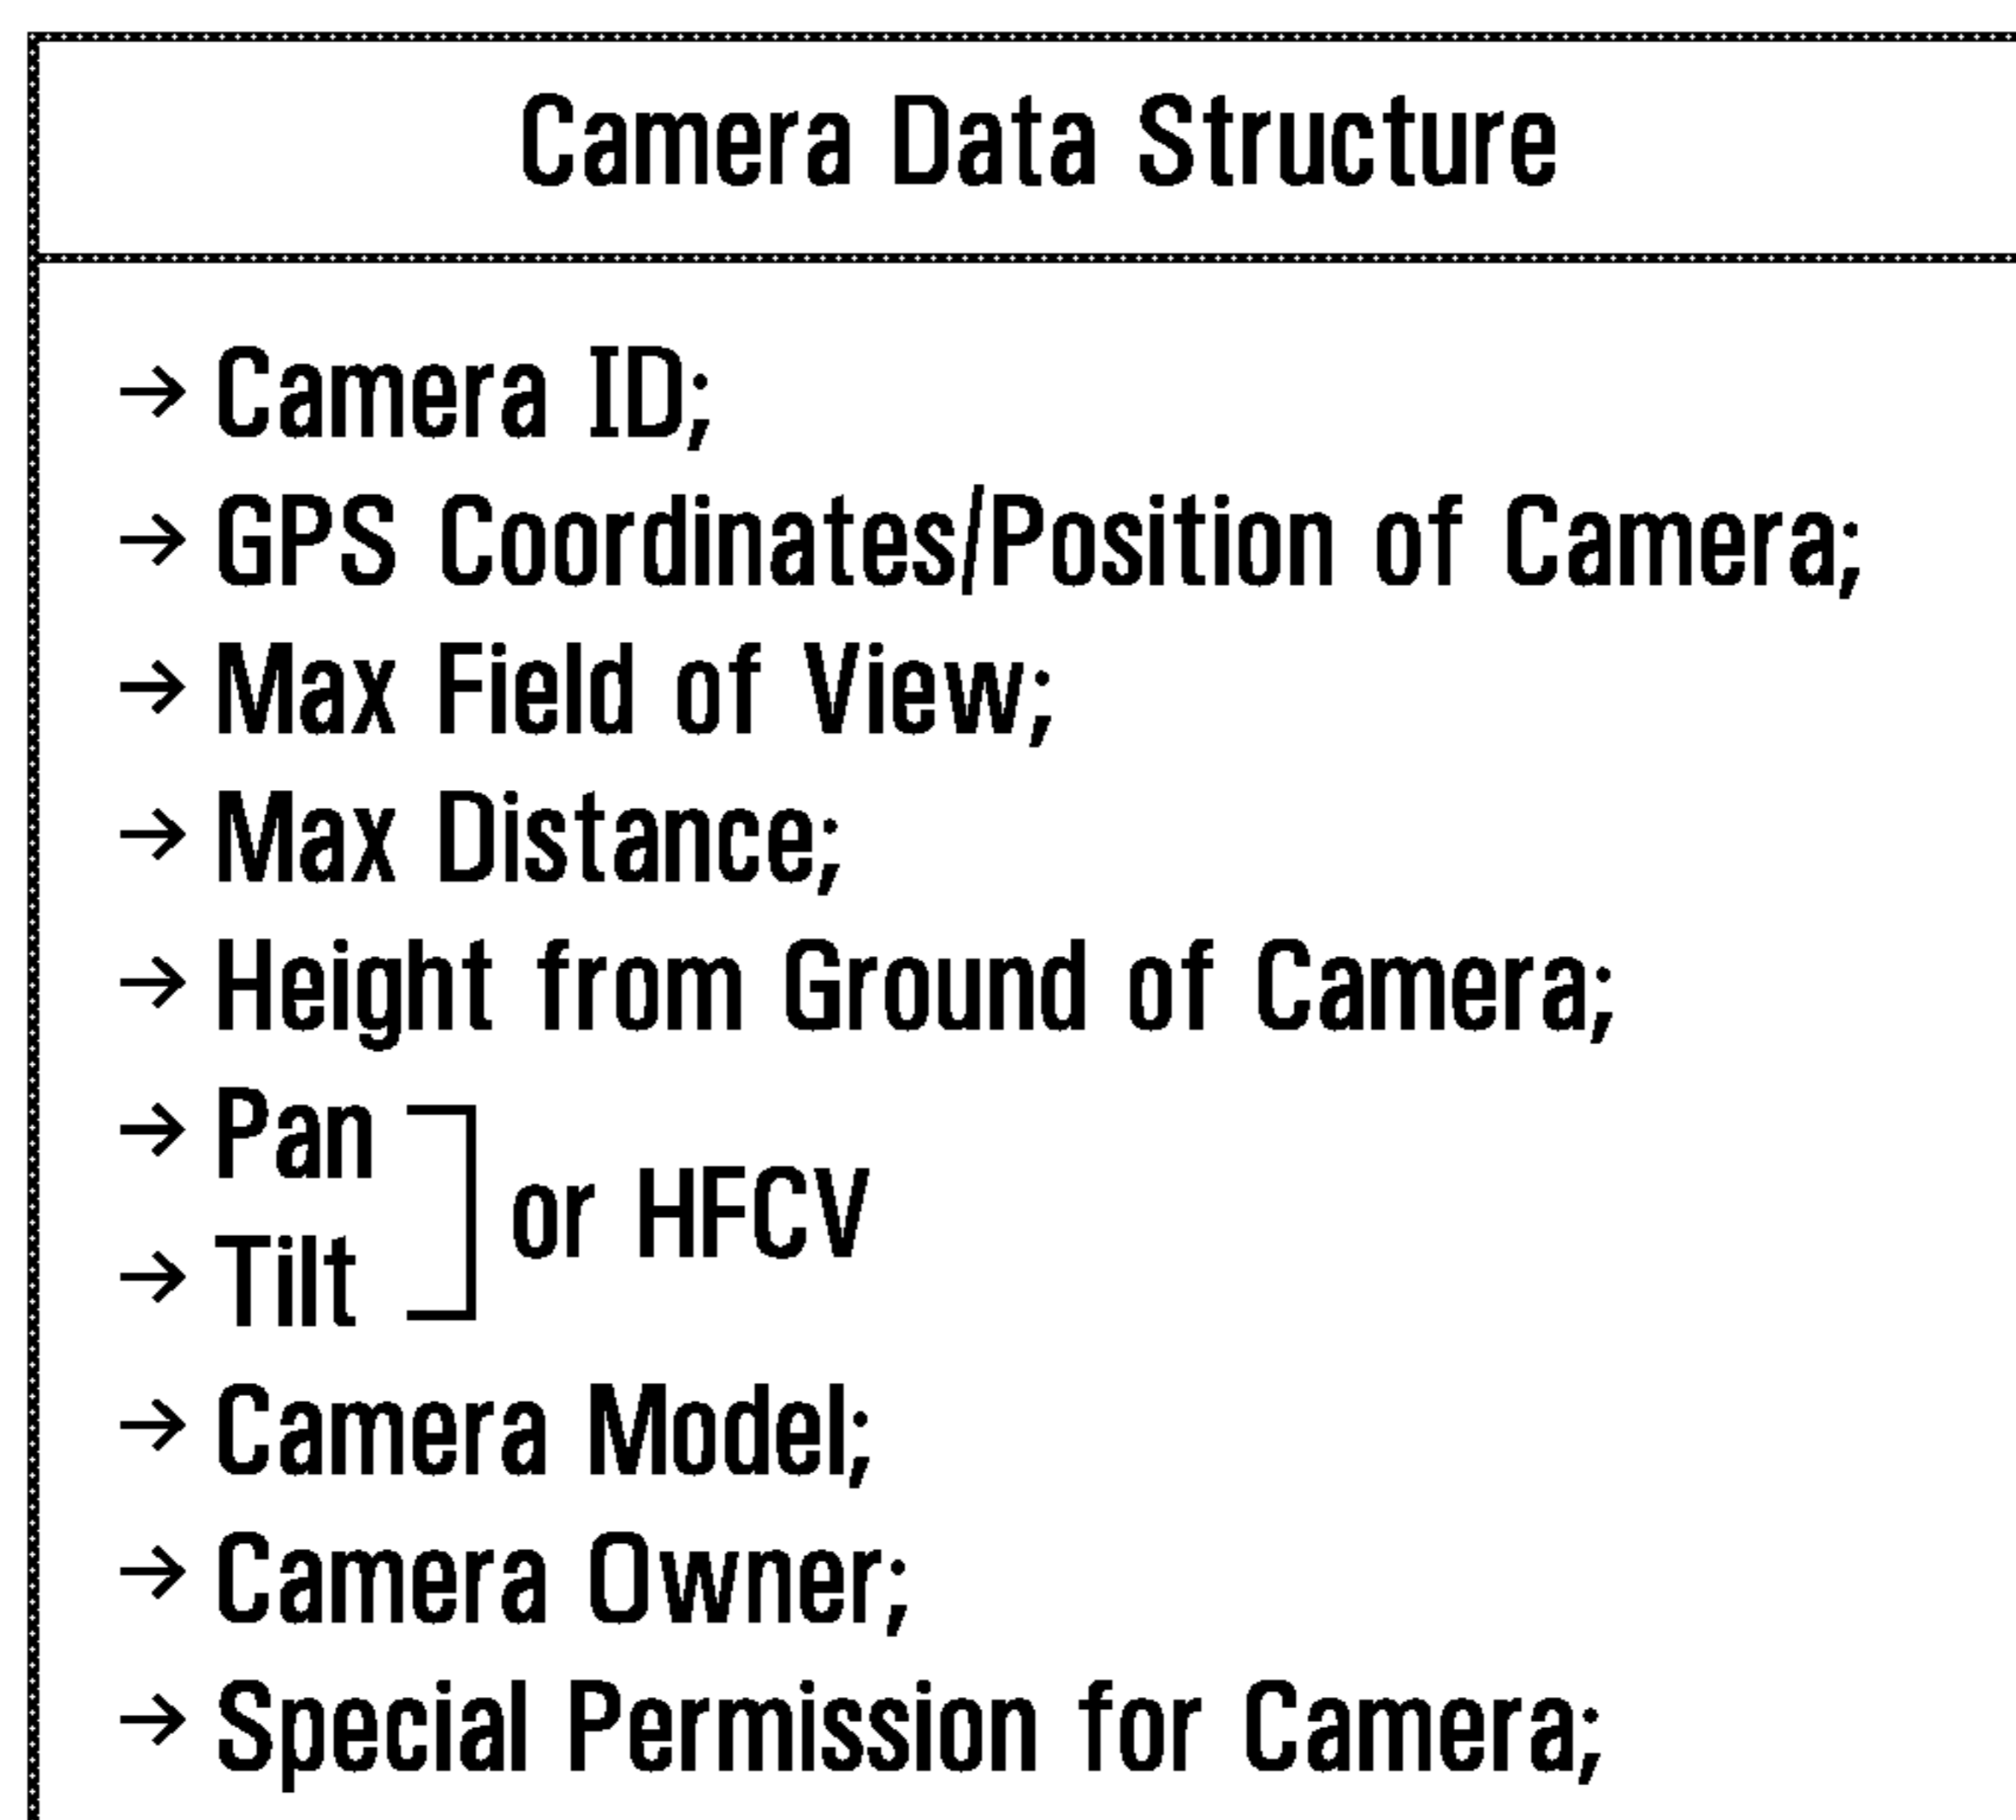 Camera Data Structure
→ Camera ID;
→ GPS Coordinates/Position of Camera;
→ Max Field of View;
→ Max Distance;
→ Height from Ground of Camera;
→ Pan
or HFCV
→ Tilt
→ Camera Model;
→ Camera Owner;
→ Special Permission for Camera;